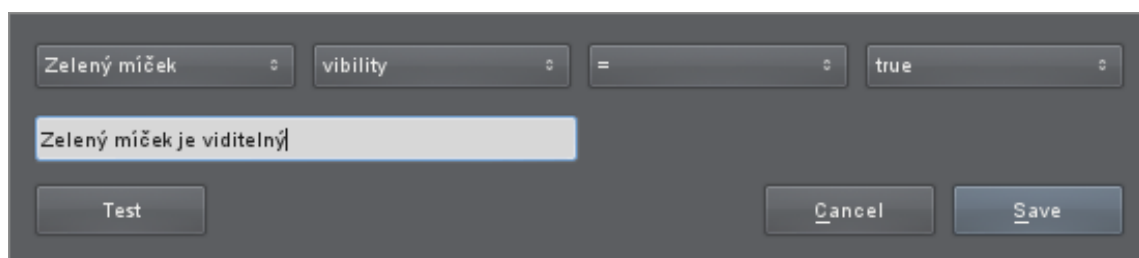 Zelený míček vibility = true
Zelený míček je viditelný
Test Cancel Save